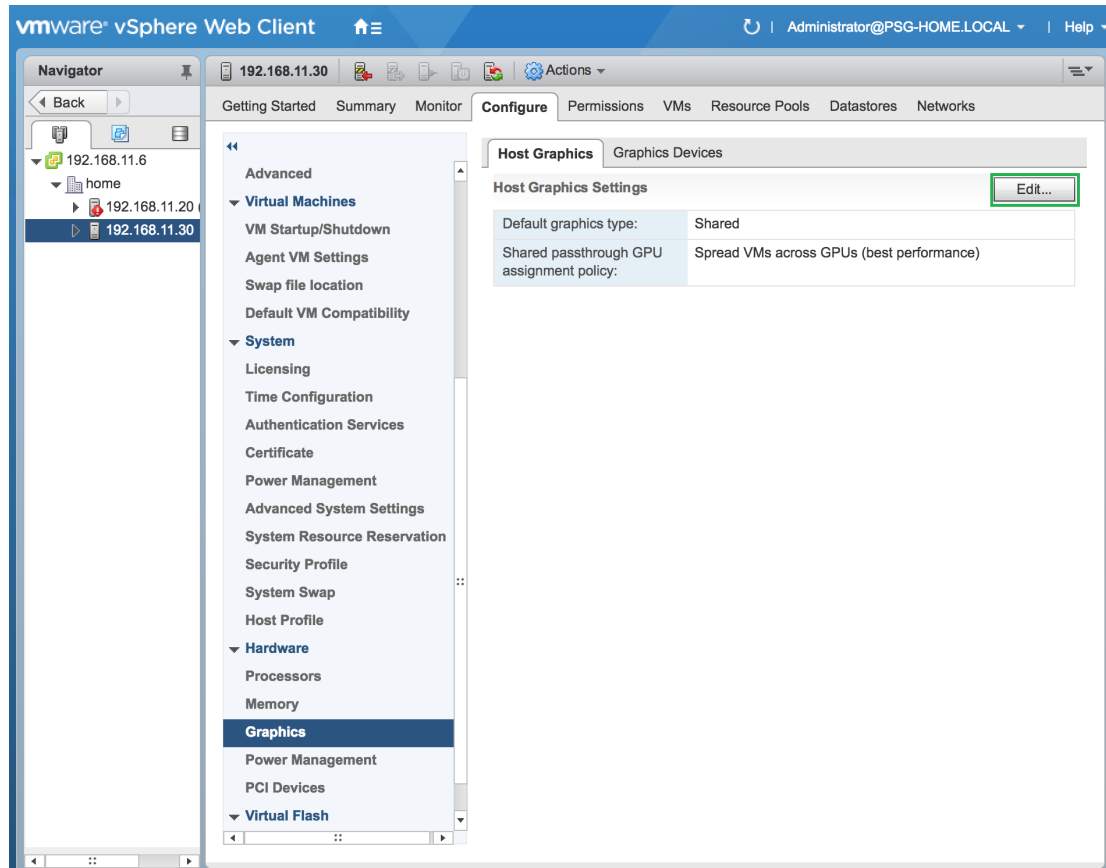 vmware® vSphere Web Client
Administrator@PSG-HOME.LOCAL
Help
Navigator
Back
192.168.11.6
home
192.168.11.20
192.168.11.30
192.168.11.30
Actions
Getting Started
Summary
Monitor
Configure
Permissions
VMs
Resource Pools
Datastores
Networks
Advanced
Virtual Machines
VM Startup/Shutdown
Agent VM Settings
Swap file location
Default VM Compatibility
System
Licensing
Time Configuration
Authentication Services
Certificate
Power Management
Advanced System Settings
System Resource Reservation
Security Profile
System Swap
Host Profile
Hardware
Processors
Memory
Graphics
Power Management
PCI Devices
Virtual Flash
Host Graphics
Graphics Devices
Host Graphics Settings
Edit...
Default graphics type:
Shared
Shared passthrough GPU
assignment policy:
Spread VMs across GPUs (best performance)